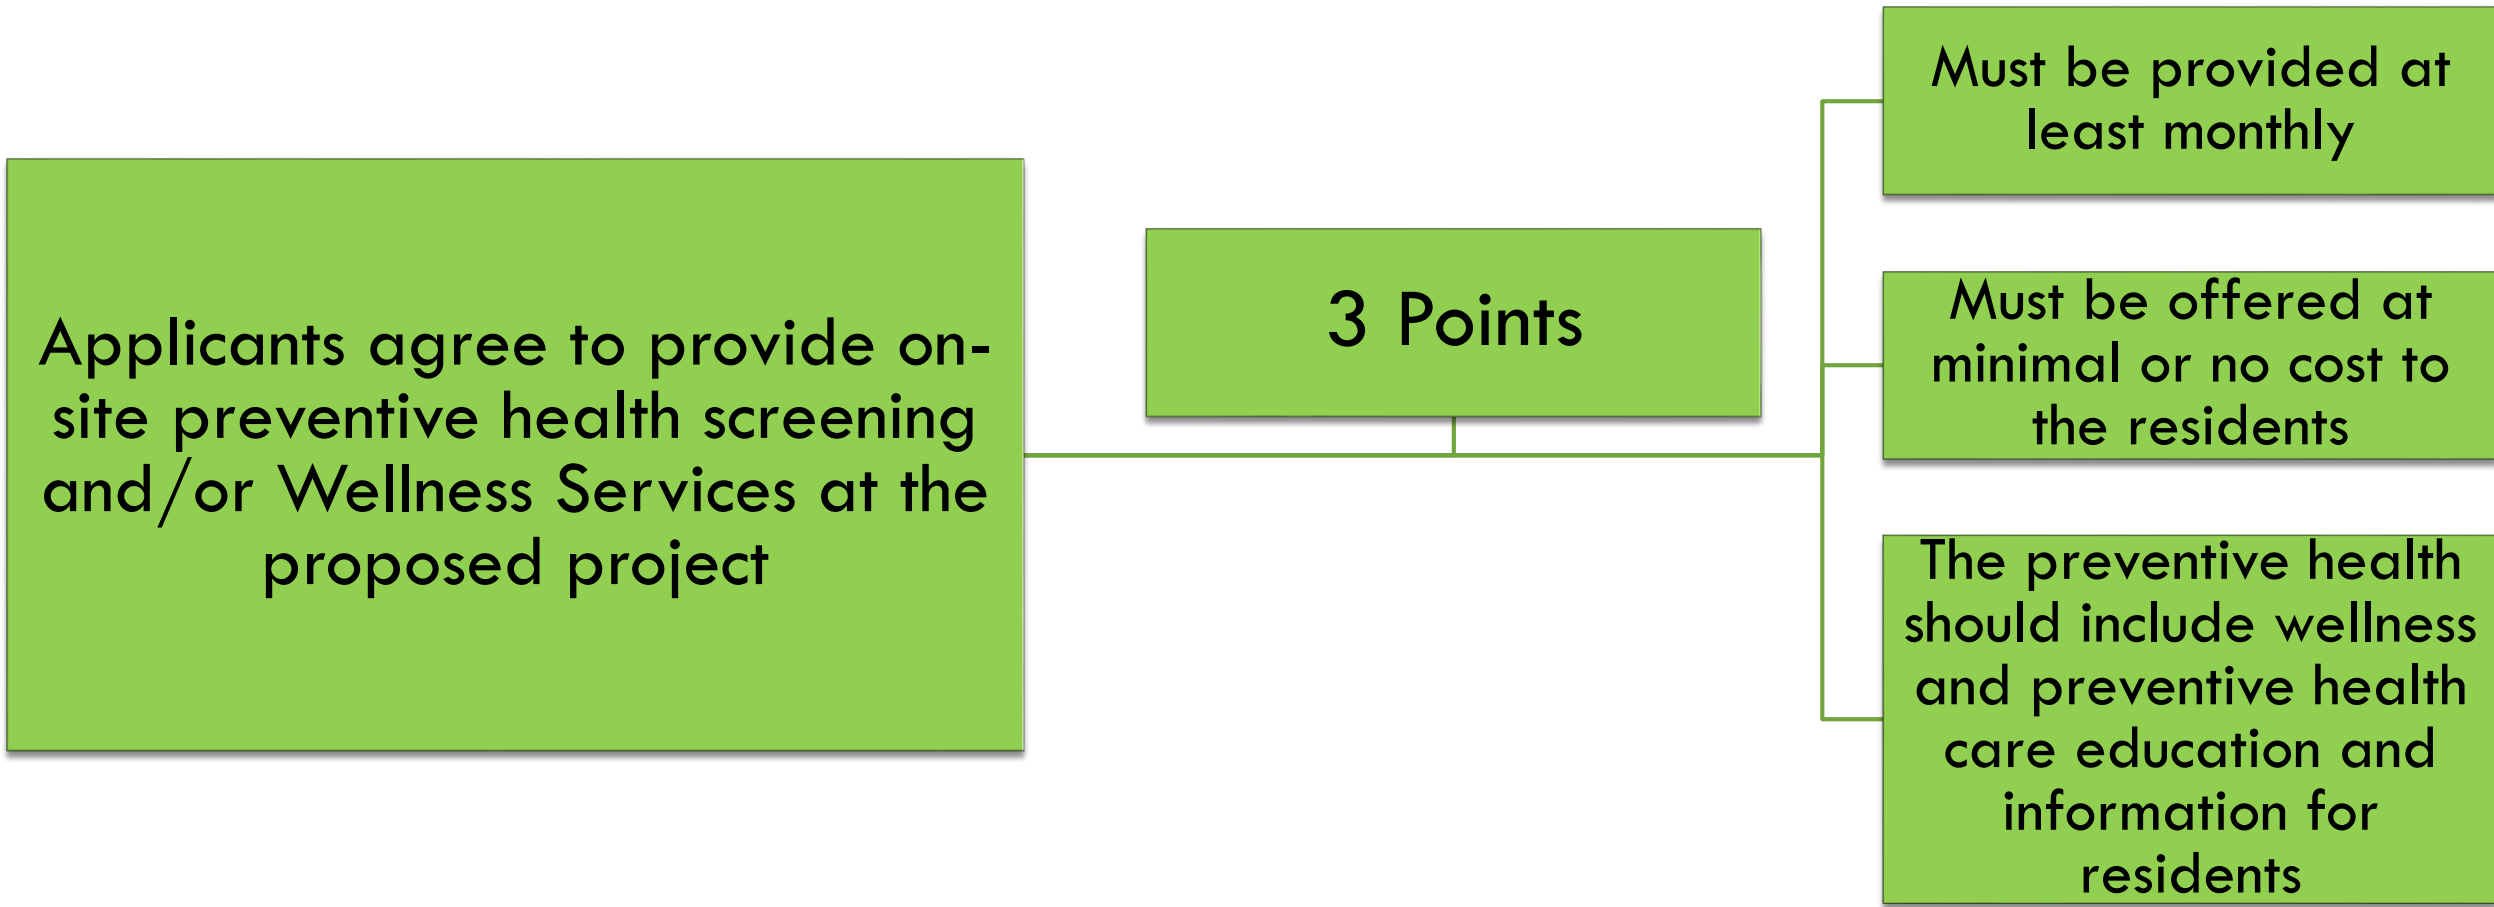 Applicants agree to provide on-
site preventive health screening
and/or Wellness Services at the
proposed project
3 Points
Must be provided at
least monthly
Must be offered at
minimal or no cost to
the residents
The preventive health
should include wellness
and preventive health
care education and
information for
residents